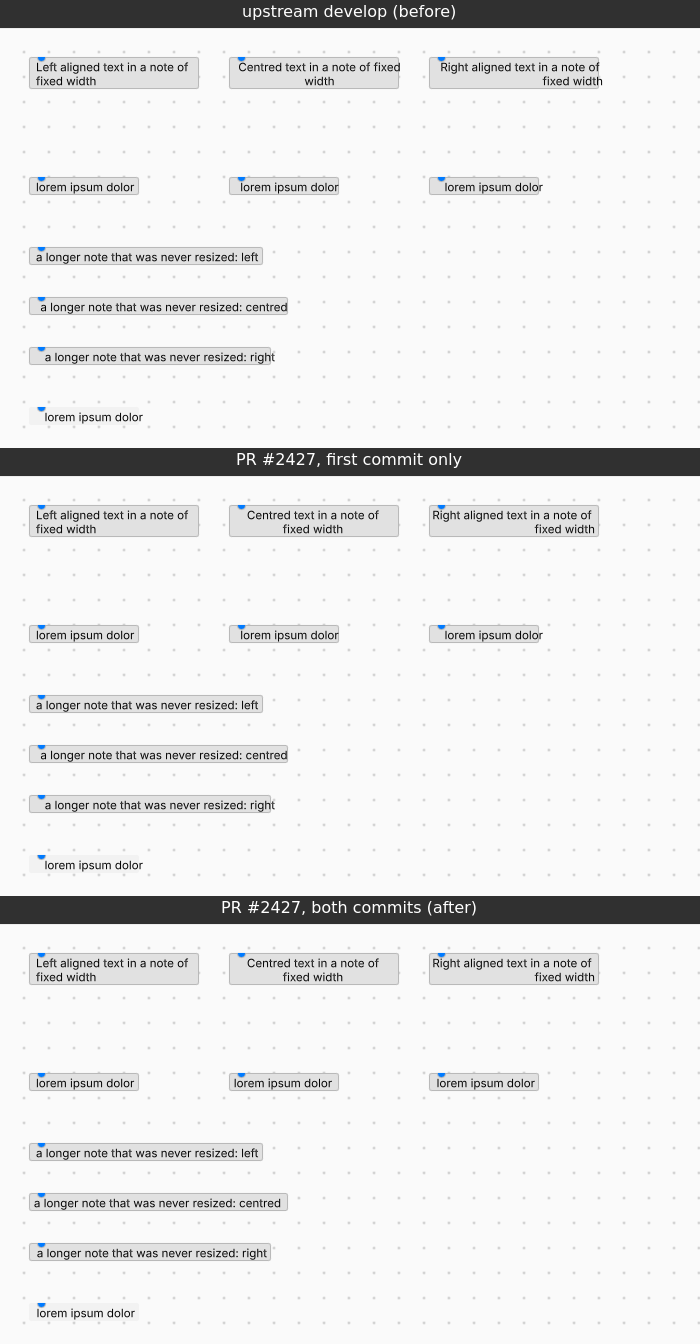 upstream develop (before)
Left aligned text in a note of
fixed width
Centred text in a note of fixed
width
Right aligned text in a note of
fixed width
lorem ipsum dolor
lorem ipsum dolor
lorem ipsum dolor
a longer note that was never resized: left
a longer note that was never resized: centred
a longer note that was never resized: right
lorem ipsum dolor
PR #2427, first commit only
Left aligned text in a note of
fixed width
Centred text in a note of
fixed width
Right aligned text in a note of
fixed width
lorem ipsum dolor
lorem ipsum dolor
lorem ipsum dolor
a longer note that was never resized: left
a longer note that was never resized: centred
a longer note that was never resized: right
lorem ipsum dolor
PR #2427, both commits (after)
Left aligned text in a note of
fixed width
Centred text in a note of
fixed width
Right aligned text in a note of
fixed width
lorem ipsum dolor
lorem ipsum dolor
lorem ipsum dolor
a longer note that was never resized: left
a longer note that was never resized: centred
a longer note that was never resized: right
lorem ipsum dolor